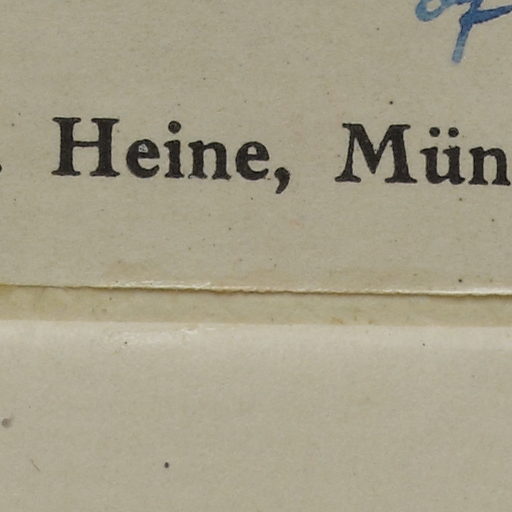 . Heine, Mün